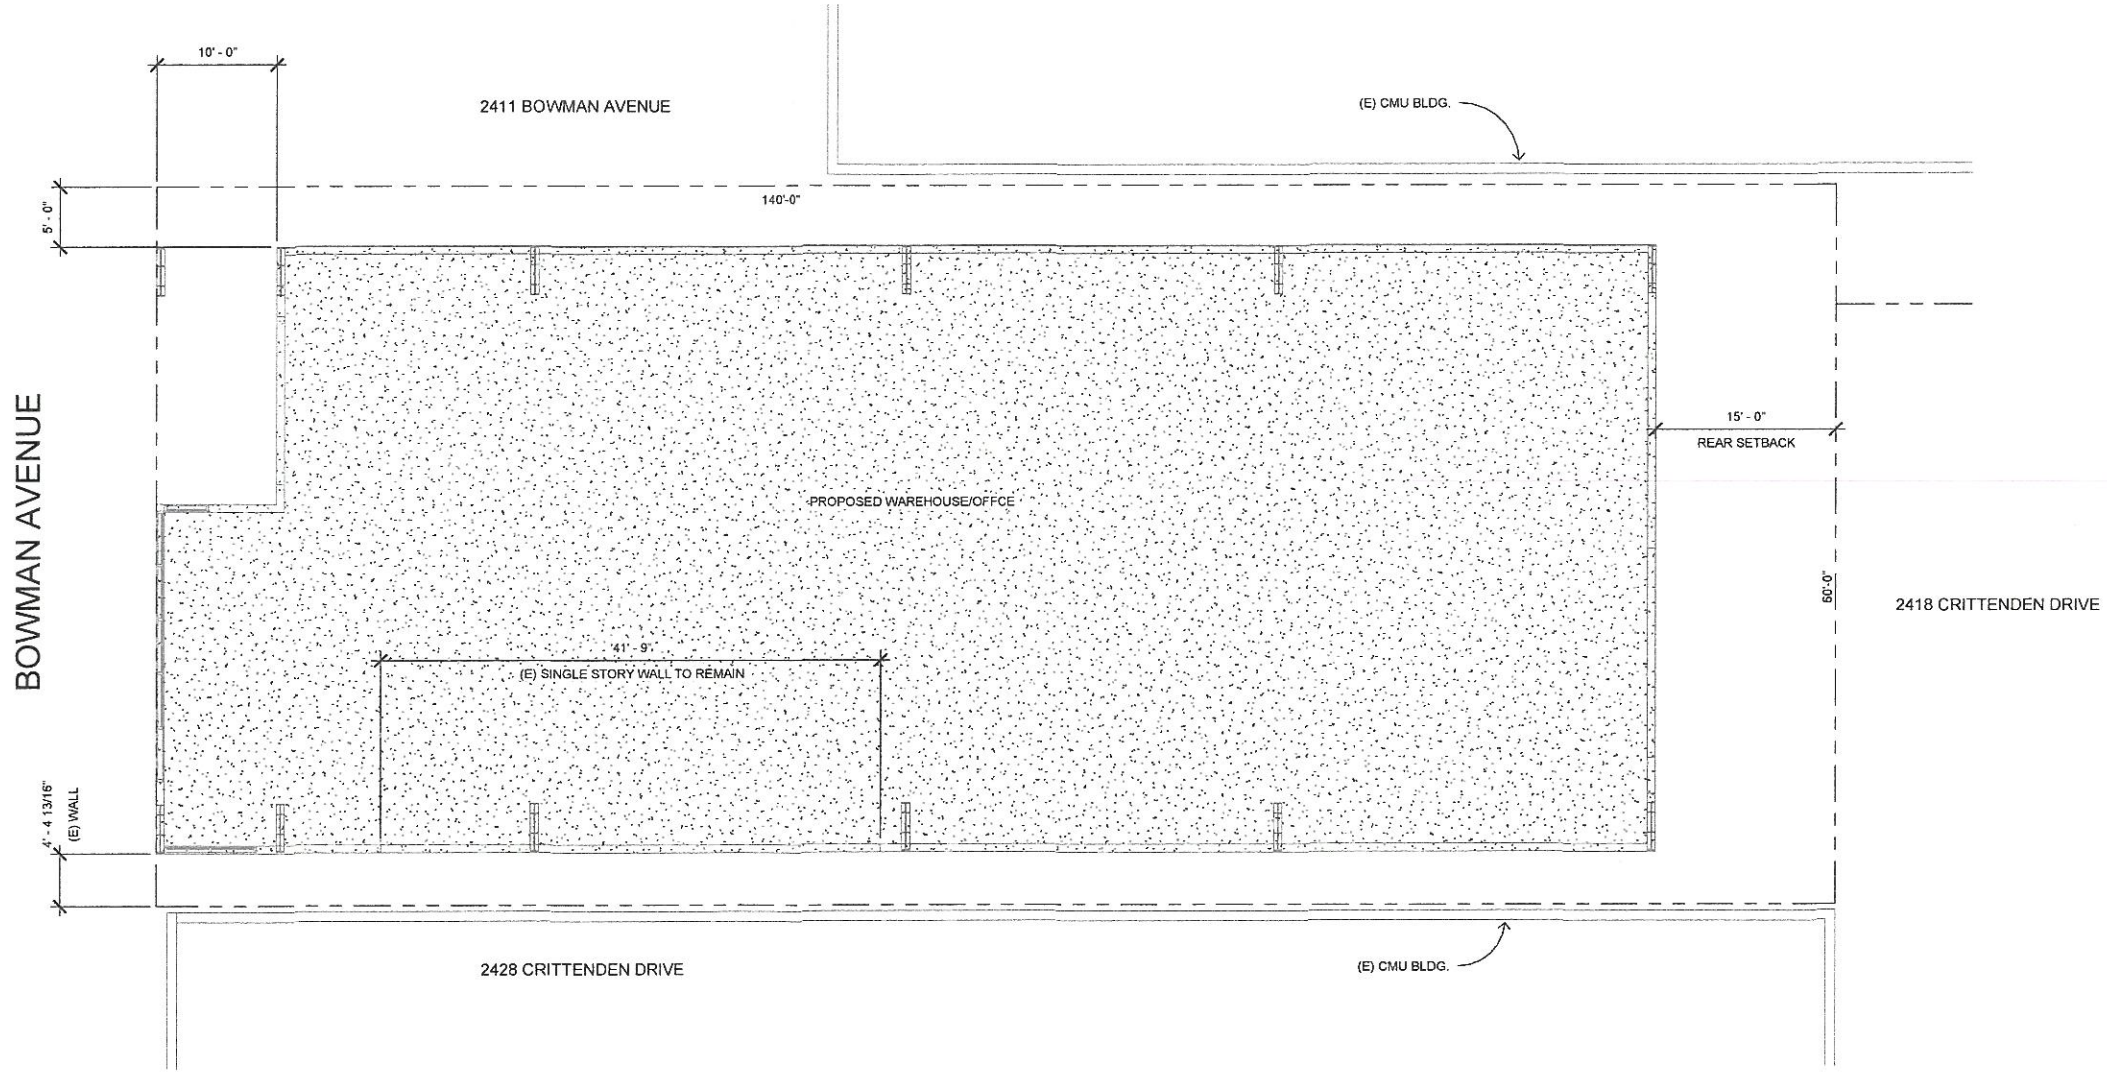 10' - 0"
2411 BOWMAN AVENUE
(E) CMU BLDG.
5' - 0"
140'-0"
BOWMAN AVENUE
15' - 0"
REAR SETBACK
PROPOSED WAREHOUSE/OFFCE
60'-0"
2418 CRITTENDEN DRIVE
41' - 9"
(E) SINGLE STORY WALL TO REMAIN
4' - 4 13/16"
(E) WALL
2428 CRITTENDEN DRIVE
(E) CMU BLDG.